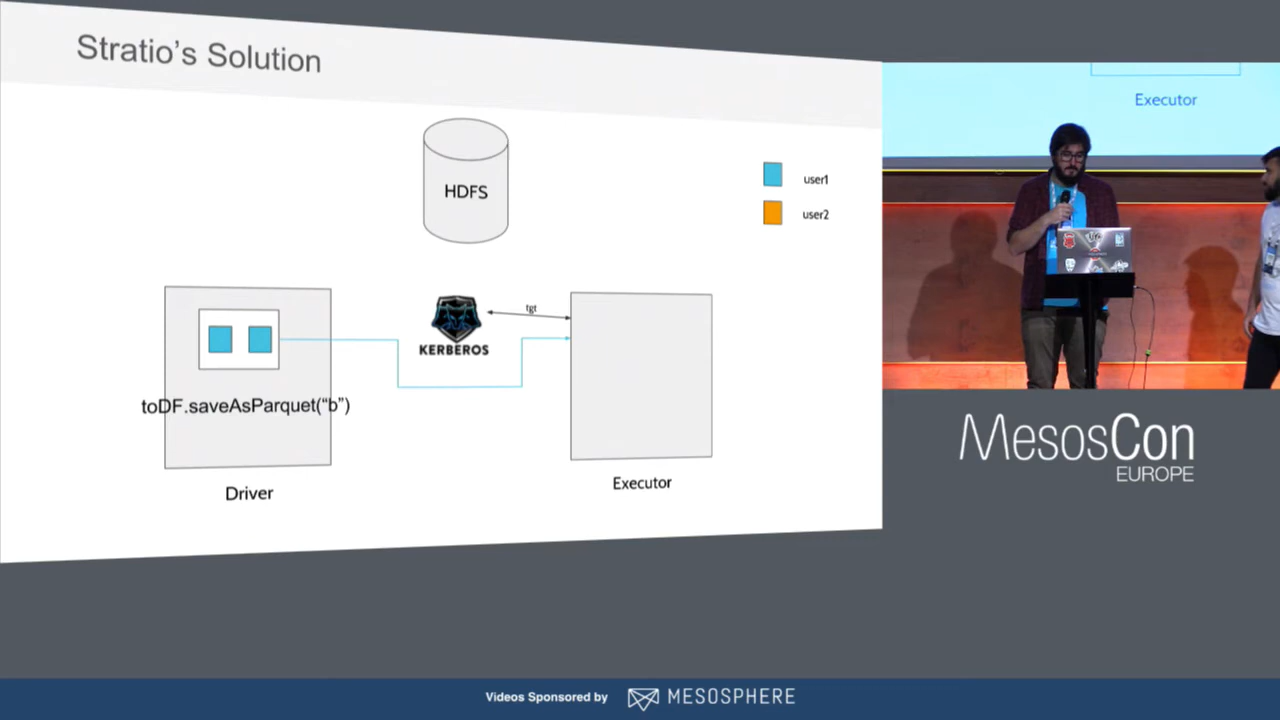 Stratio's Solution
HDFS
user1
user2
tgt
KERBEROS
toDF.saveAsParquet("b")
Driver
Executor
Executor
MesosCon
EUROPE
Videos Sponsored by MESOSPHERE